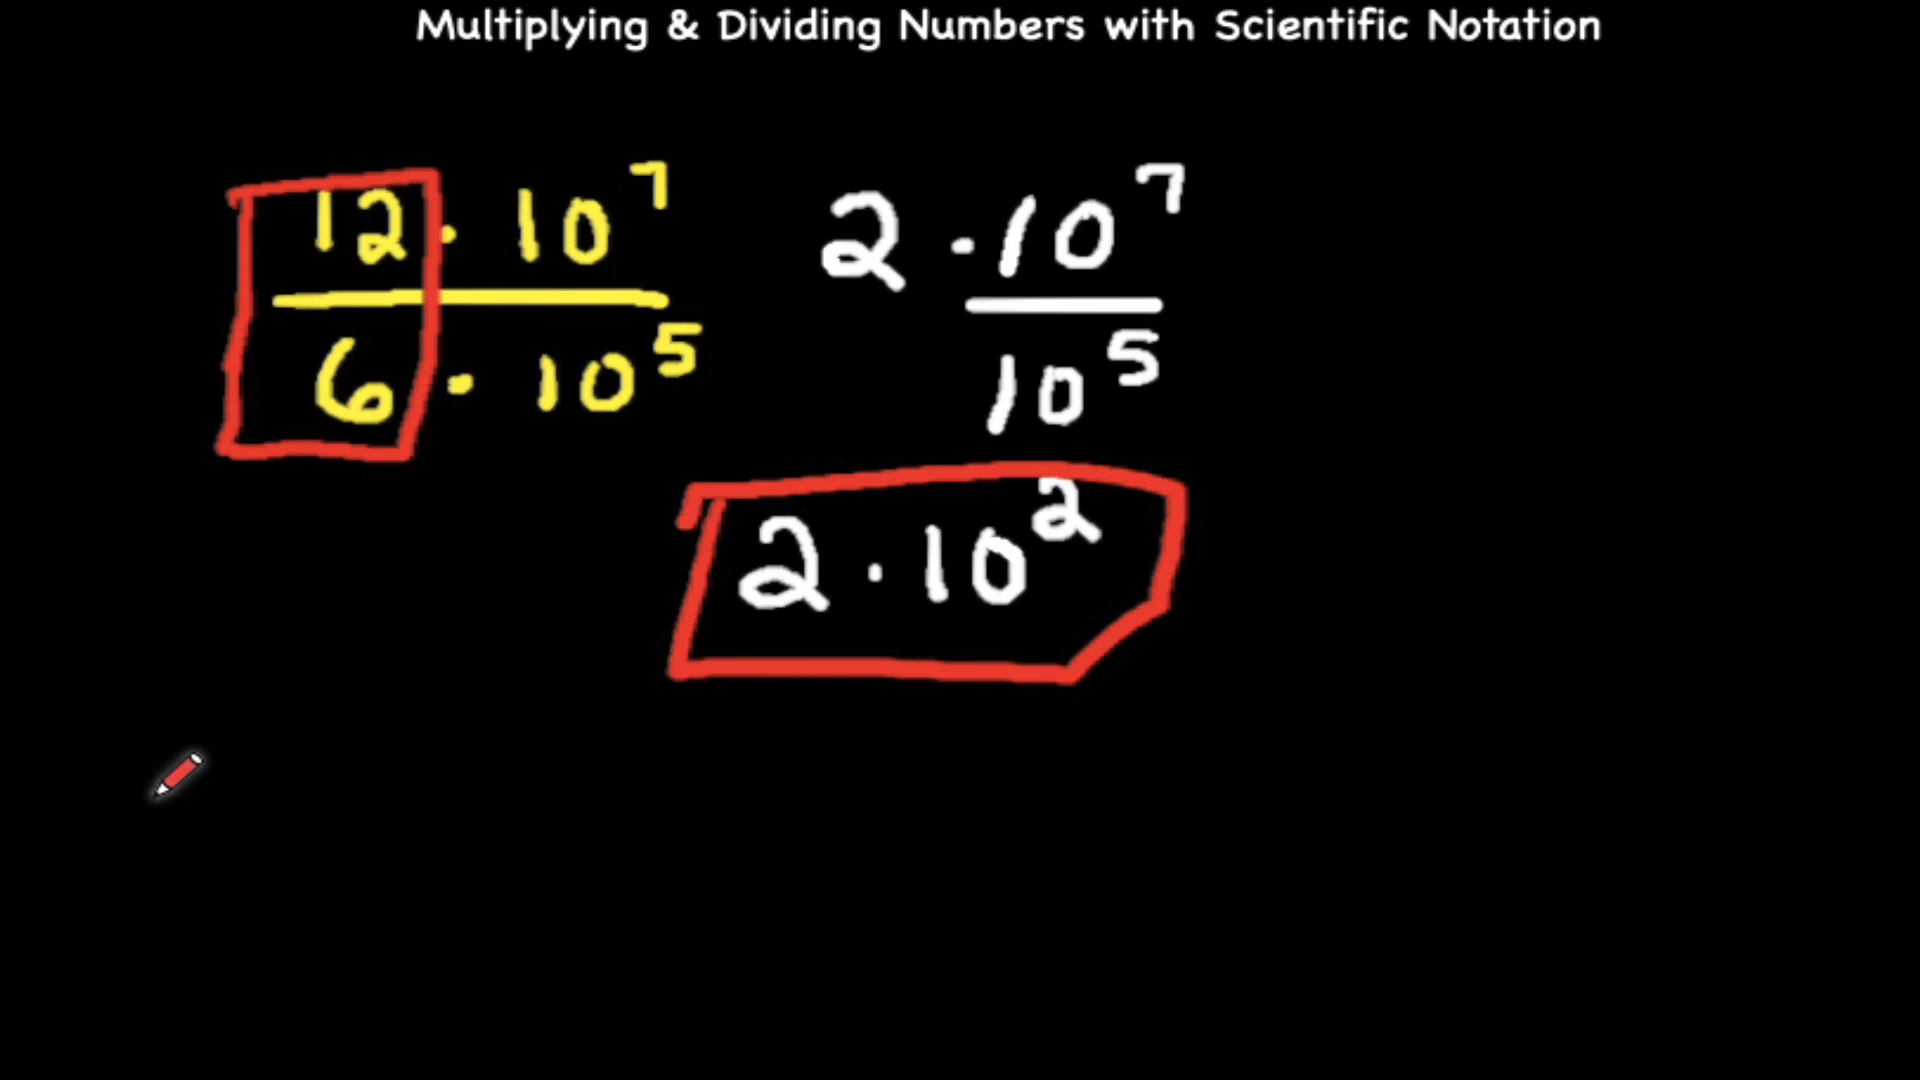 Multiplying & Dividing Numbers with Scientific Notation
12 · 10⁷
6 · 10⁵
2 · 10⁷
10⁵
2 · 10²